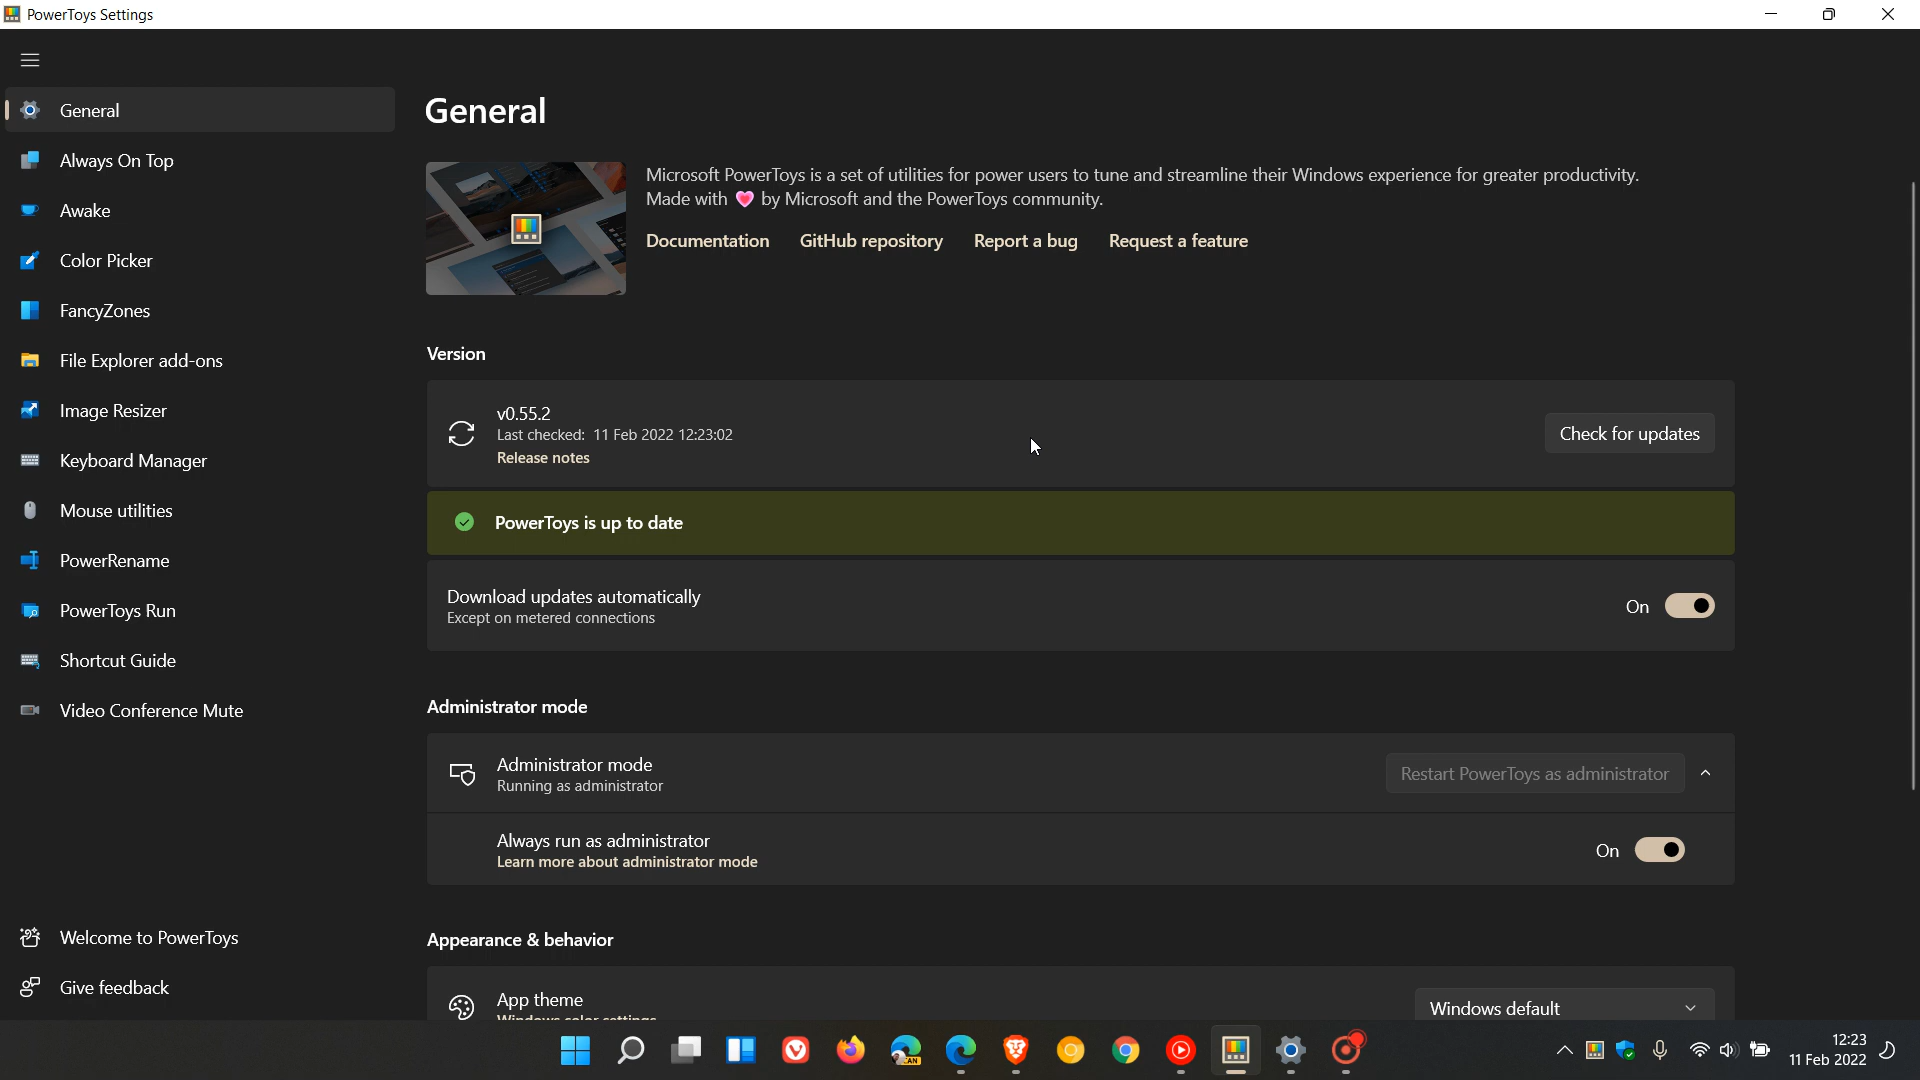 PowerToys Settings
General
Always On Top
Awake
Color Picker
FancyZones
File Explorer add-ons
Image Resizer
Keyboard Manager
Mouse utilities
PowerRename
PowerToys Run
Shortcut Guide
Video Conference Mute
Welcome to PowerToys
Give feedback
General
Microsoft PowerToys is a set of utilities for power users to tune and streamline their Windows experience for greater productivity.
Made with 💗 by Microsoft and the PowerToys community.
Documentation GitHub repository Report a bug Request a feature
Version
v0.55.2
Last checked: 11 Feb 2022 12:23:02
Release notes
Check for updates
PowerToys is up to date
Download updates automatically
Except on metered connections
On
Administrator mode
Administrator mode
Running as administrator
Restart PowerToys as administrator
Always run as administrator
Learn more about administrator mode
On
Appearance & behavior
App theme
Windows color settings
Windows default
CAN
12:23
11 Feb 2022